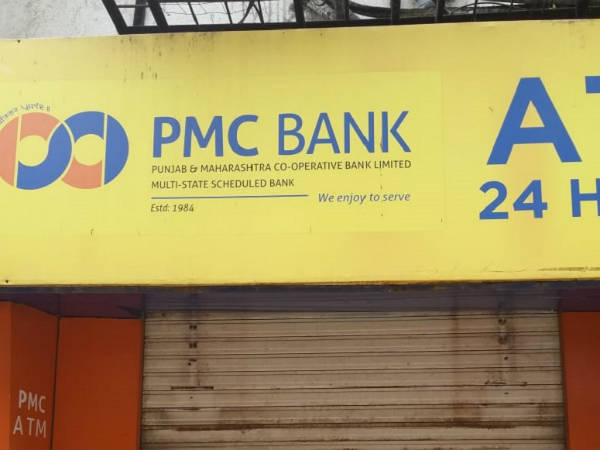 PMC BANK
PUNJAB & MAHARASHTRA CO-OPERATIVE BANK LIMITED
MULTI-STATE SCHEDULED BANK
We enjoy to serve
Estd: 1984
AT
24 H
PMC
ATM